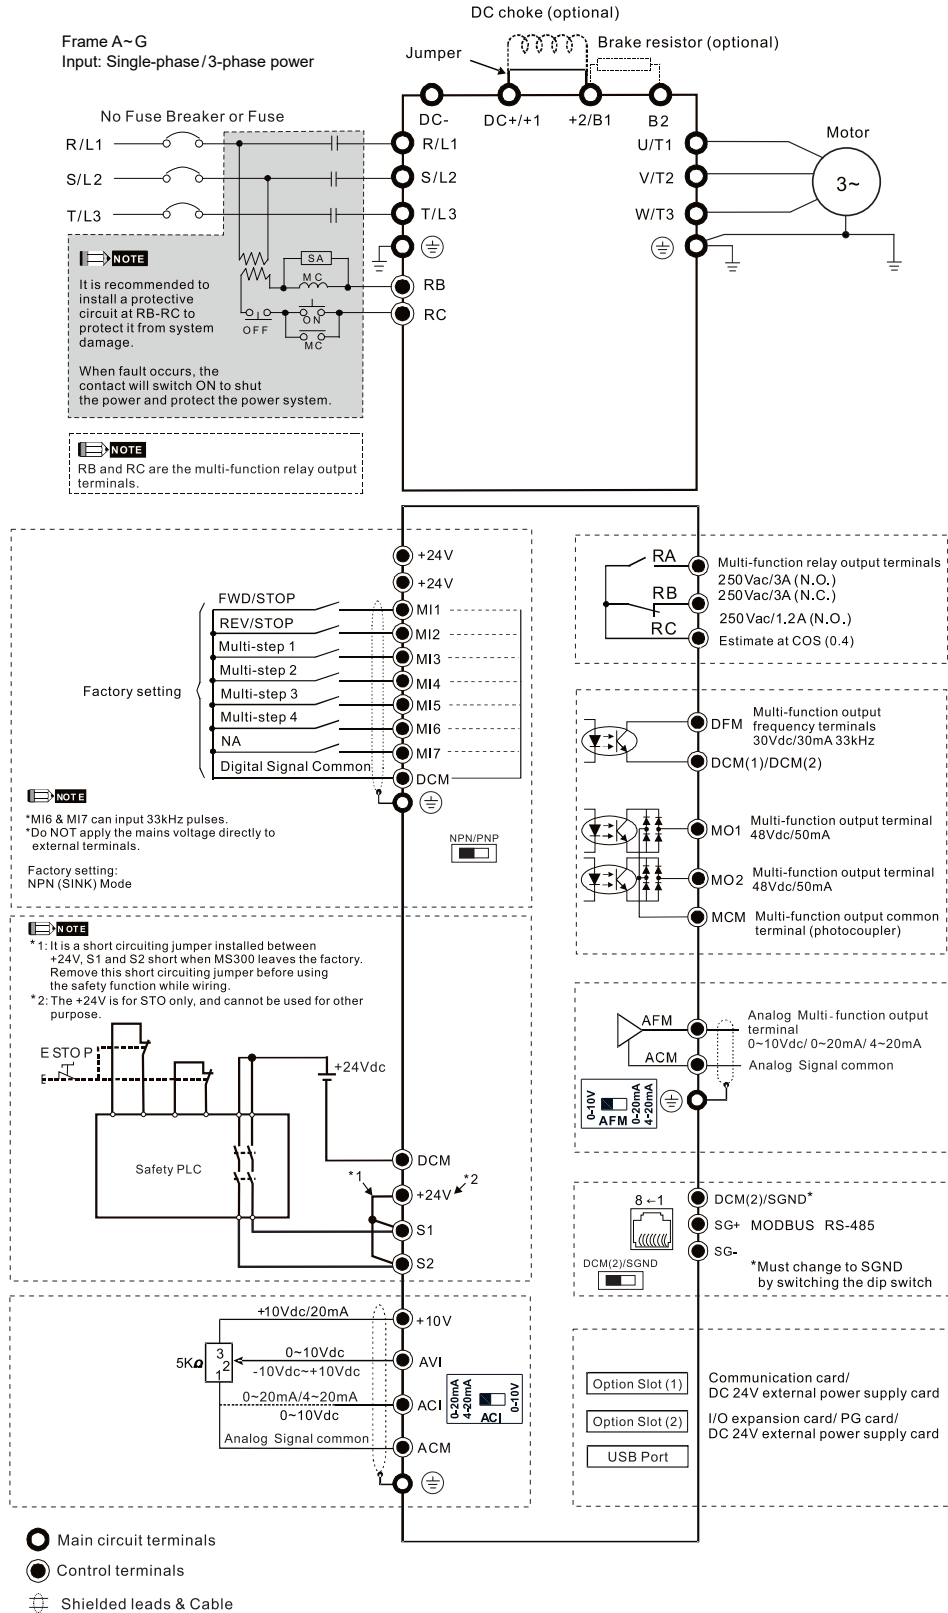 DC choke (optional)
Frame A~G
Input: Single-phase/3-phase power
Jumper
Brake resistor (optional)
No Fuse Breaker or Fuse
DC-
DC+/+1
+2/B1
B2
Motor
R/L1
R/L1
U/T1
S/L2
S/L2
V/T2
3~
T/L3
T/L3
W/T3
NOTE
It is recommended to
install a protective
circuit at RB-RC to
protect it from system
damage.
When fault occurs, the
contact will switch ON to shut
the power and protect the power system.
SA
MC
RB
OFF
ON
MC
RC
NOTE
RB and RC are the multi-function relay output
terminals.
+24V
+24V
FWD/STOP
MI1
REV/STOP
MI2
Multi-step 1
MI3
Multi-step 2
MI4
Factory setting
Multi-step 3
MI5
Multi-step 4
MI6
NA
MI7
Digital Signal Common
DCM
NOTE
*MI6 & MI7 can input 33kHz pulses.
*Do NOT apply the mains voltage directly to
external terminals.
Factory setting:
NPN (SINK) Mode
NPN/PNP
RA
Multi-function relay output terminals
250Vac/3A (N.O.)
RB
250Vac/3A (N.C.)
250Vac/1.2A (N.O.)
RC
Estimate at COS (0.4)
DFM
Multi-function output
frequency terminals
30Vdc/30mA 33kHz
DCM(1)/DCM(2)
MO1
Multi-function output terminal
48Vdc/50mA
MO2
Multi-function output terminal
48Vdc/50mA
MCM
Multi-function output common
terminal (photocoupler)
NOTE
*1: It is a short circuiting jumper installed between
+24V, S1 and S2 short when MS300 leaves the factory.
Remove this short circuiting jumper before using
the safety function while wiring.
*2: The +24V is for STO only, and cannot be used for other
purpose.
ESTOP
+24Vdc
Safety PLC
DCM
*1
+24V
*2
S1
S2
AFM
Analog Multi-function output
terminal
0~10Vdc/ 0~20mA/ 4~20mA
ACM
Analog Signal common
0-10V
AFM
0-20mA
4-20mA
8←1
DCM(2)/SGND*
SG+
MODBUS RS-485
SG-
DCM(2)/SGND
*Must change to SGND
by switching the dip switch
+10Vdc/20mA
+10V
5KΩ
3
2
1
0~10Vdc
-10Vdc~+10Vdc
AVI
0~20mA/4~20mA
0~10Vdc
ACI
0-20mA
4-20mA
ACI
0-10V
Analog Signal common
ACM
Option Slot (1)
Communication card/
DC 24V external power supply card
Option Slot (2)
I/O expansion card/ PG card/
DC 24V external power supply card
USB Port
Main circuit terminals
Control terminals
Shielded leads & Cable